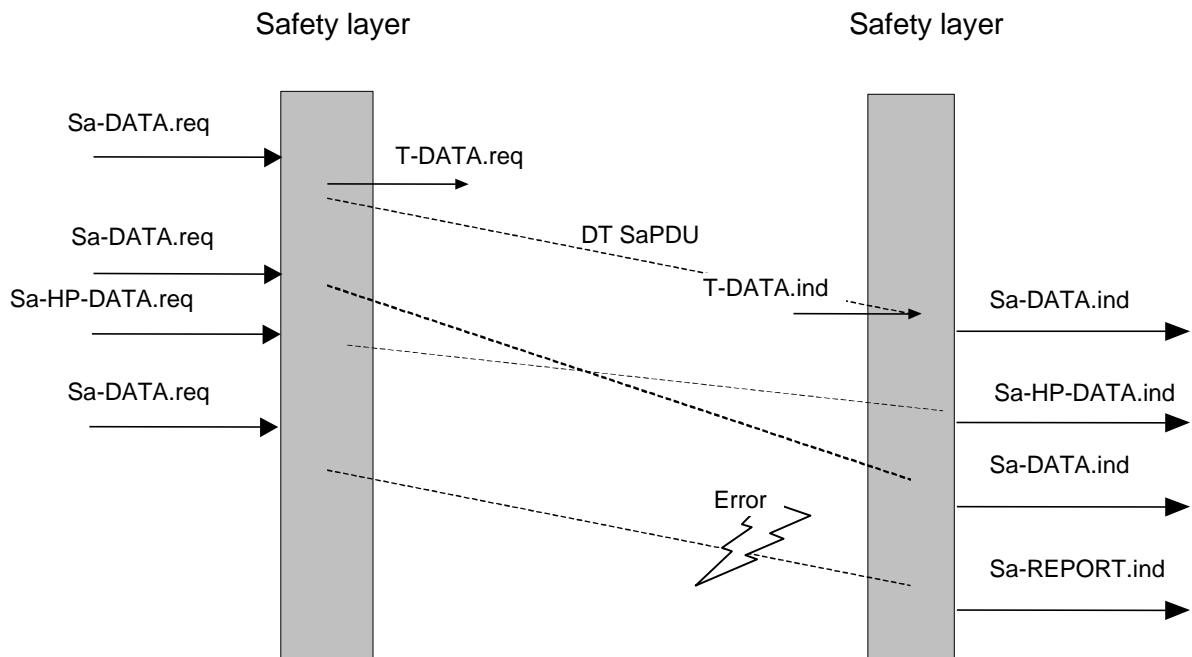 Safety layer
Safety layer
Sa-DATA.req
T-DATA.req
Sa-DATA.req
DT SaPDU
Sa-HP-DATA.req
T-DATA.ind
Sa-DATA.ind
Sa-DATA.req
Sa-HP-DATA.ind
Sa-DATA.ind
Error
Sa-REPORT.ind